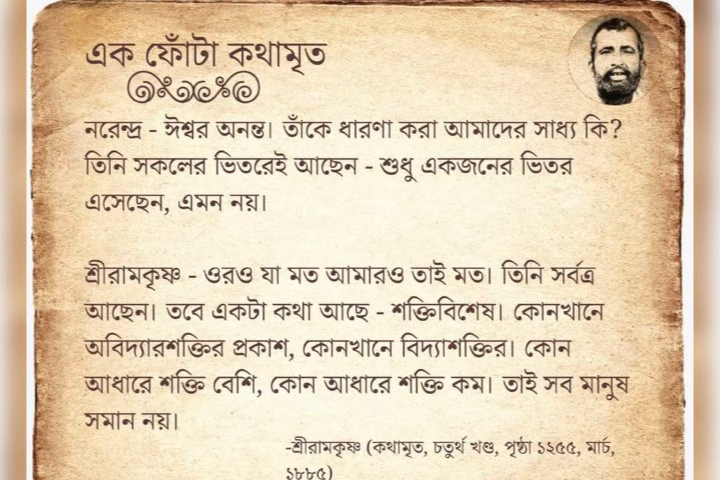 এক ফোঁটা কথামৃত
নরেন্দ্র - ঈশ্বর অনন্ত। তাঁকে ধারণা করা আমাদের সাধ্য কি?
তিনি সকলের ভিতরেই আছেন - শুধু একজনের ভিতর
এসেছেন, এমন নয়।
শ্রীরামকৃষ্ণ - ওরও যা মত আমারও তাই মত। তিনি সর্বত্র
আছেন। তবে একটা কথা আছে - শক্তিবিশেষ। কোনখানে
অবিদ্যারশক্তির প্রকাশ, কোনখানে বিদ্যাশক্তির। কোন
আধারে শক্তি বেশি, কোন আধারে শক্তি কম। তাই সব মানুষ
সমান নয়।
-শ্রীরামকৃষ্ণ (কথামৃত, চতুর্থ খণ্ড, পৃষ্ঠা ১২৫৫, মার্চ,
১৮৮৫)